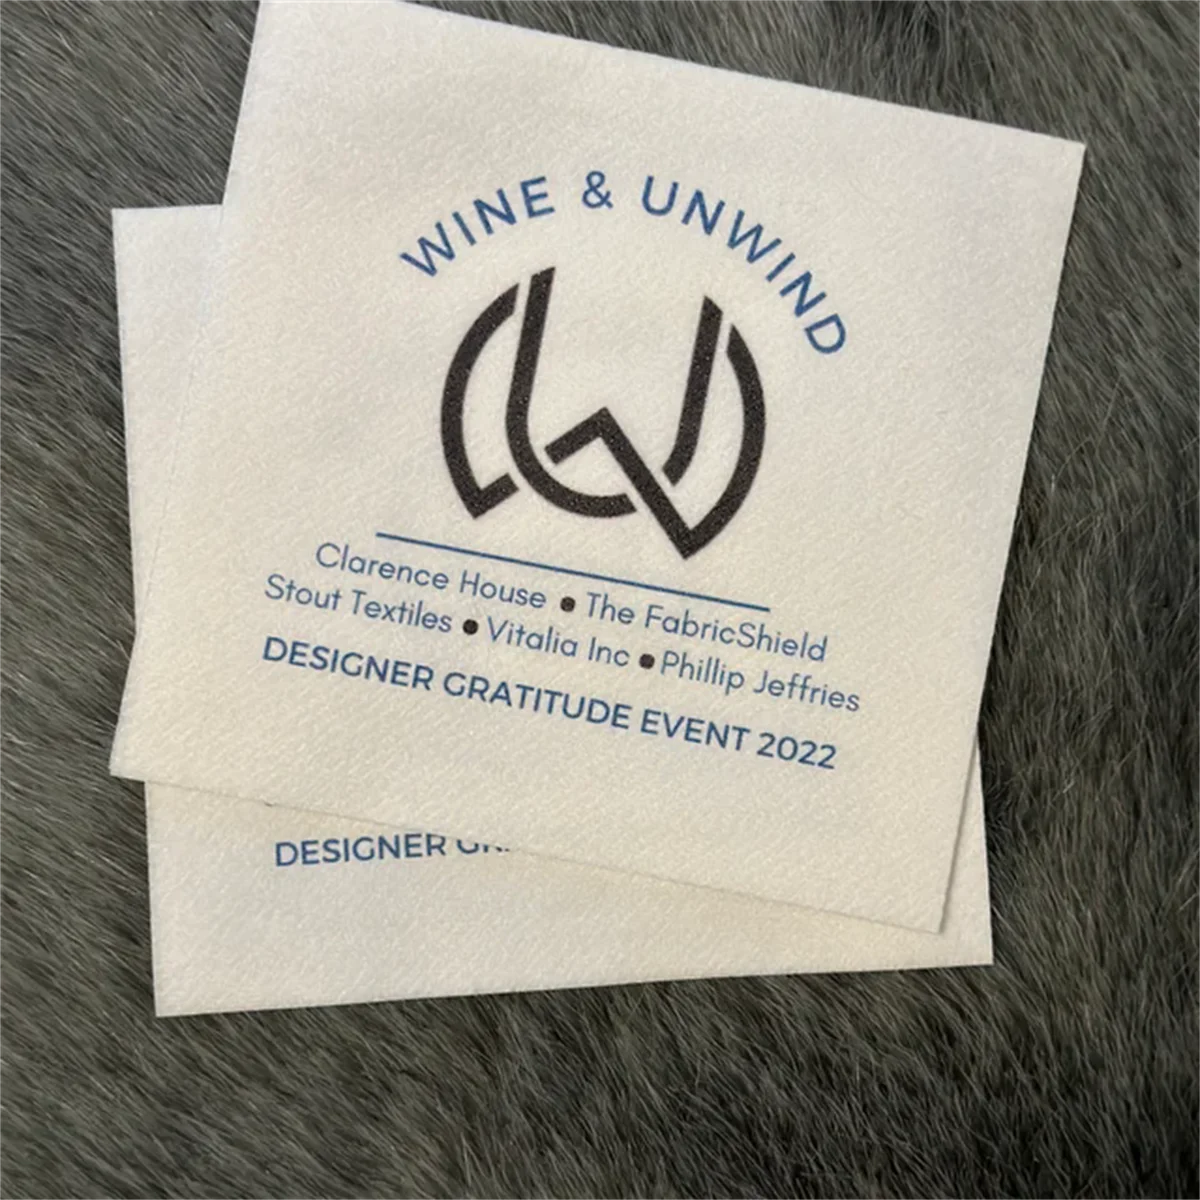 WINE & UNWIND
Clarence House • The FabricShield
Stout Textiles • Vitalia Inc • Phillip Jeffries
DESIGNER GRATITUDE EVENT 2022
DESIGNER